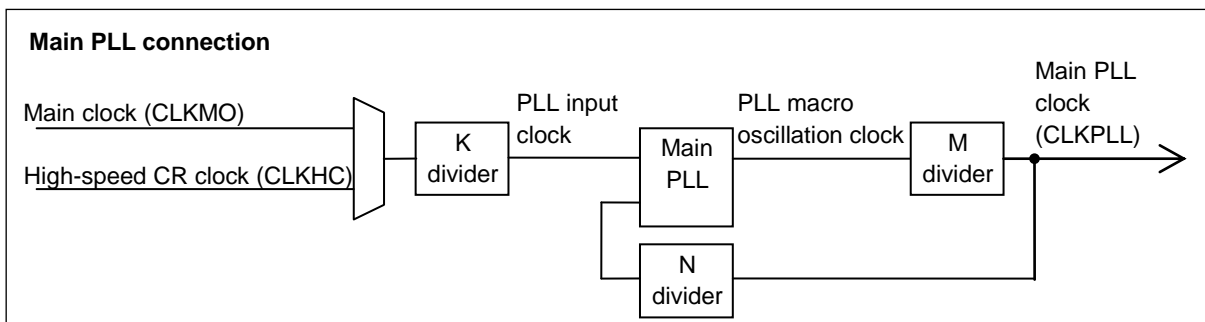 Main PLL connection
Main clock (CLKMO)
High-speed CR clock (CLKHC)
K
divider
PLL input
clock
Main
PLL
PLL macro
oscillation clock
M
divider
Main PLL
clock
(CLKPLL)
N
divider